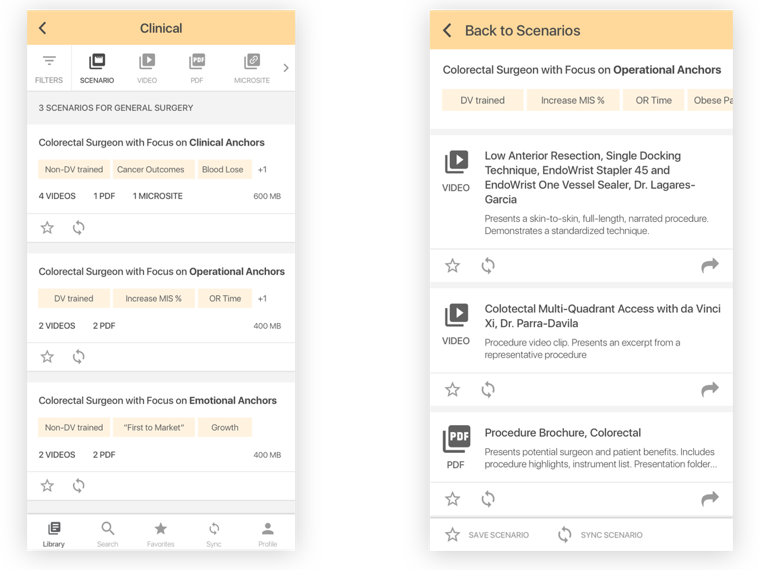 Clinical
FILTERS
SCENARIO
VIDEO
PDF
PDF
MICROSITE
3 SCENARIOS FOR GENERAL SURGERY
Colorectal Surgeon with Focus on Clinical Anchors
Non-DV trained
Cancer Outcomes
Blood Lose
+1
4 VIDEOS
1 PDF
1 MICROSITE
600 MB
Colorectal Surgeon with Focus on Operational Anchors
DV trained
Increase MIS %
OR Time
+1
2 VIDEOS
2 PDF
400 MB
Colorectal Surgeon with Focus on Emotional Anchors
Non-DV trained
“First to Market”
Growth
2 VIDEOS
2 PDF
400 MB
Library
Search
Favorites
Sync
Profile
Back to Scenarios
Colorectal Surgeon with Focus on Operational Anchors
DV trained
Increase MIS %
OR Time
Obese Pa
VIDEO
Low Anterior Resection, Single Docking
Technique, EndoWrist Stapler 45 and
EndoWrist One Vessel Sealer, Dr. Lagares-
Garcia
Presents a skin-to-skin, full-length, narrated procedure.
Demonstrates a standardized technique.
VIDEO
Colotectal Multi-Quadrant Access with da Vinci
Xi, Dr. Parra-Davila
Procedure video clip. Presents an excerpt from a
representative procedure
PDF
PDF
Procedure Brochure, Colorectal
Presents potential surgeon and patient benefits. Includes
procedure highlights, instrument list. Presentation folder...
SAVE SCENARIO
SYNC SCENARIO